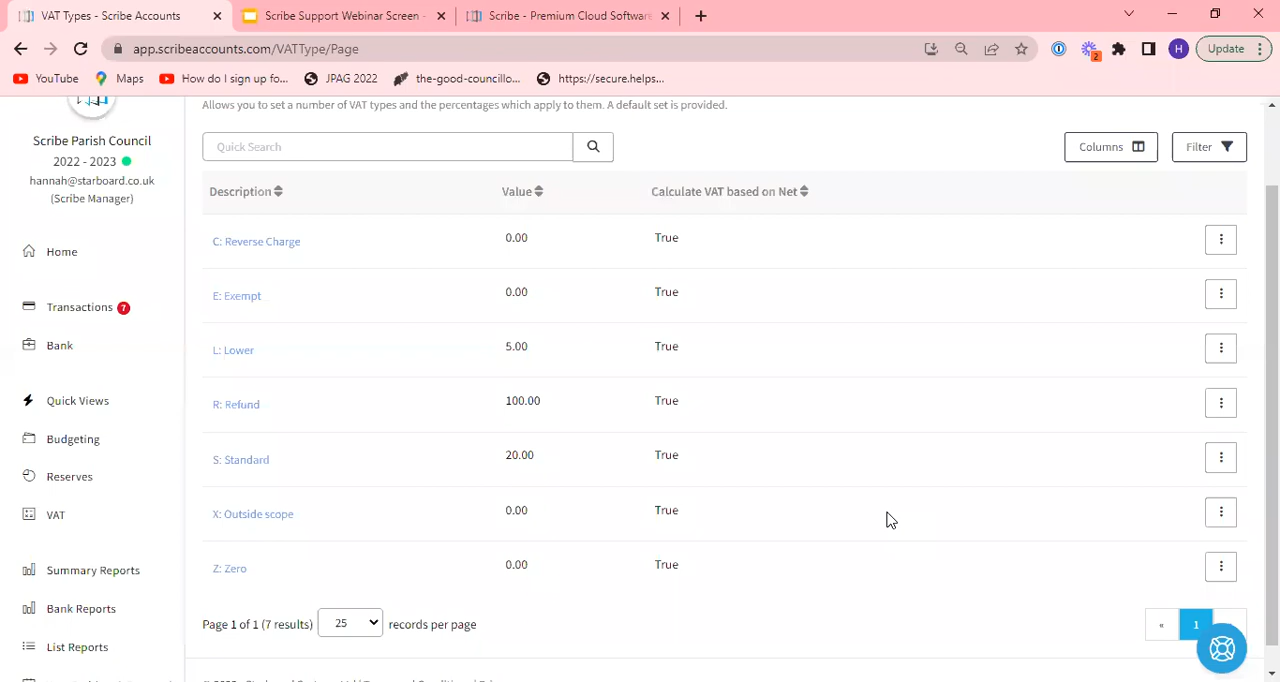 VAT Types - Scribe Accounts
Scribe Support Webinar Screen -
Scribe - Premium Cloud Software
app.scribeaccounts.com/VATType/Page
2
H
Update
YouTube
Maps
How do I sign up fo...
JPAG 2022
the-good-councillo...
https://secure.helps...
Allows you to set a number of VAT types and the percentages which apply to them. A default set is provided.
Scribe Parish Council
2022 - 2023
hannah@starboard.co.uk
(Scribe Manager)
Home
Transactions 7
Bank
Quick Views
Budgeting
Reserves
VAT
Summary Reports
Bank Reports
List Reports
Quick Search
Columns
Filter
Description Value Calculate VAT based on Net
C: Reverse Charge 0.00 True
E: Exempt 0.00 True
L: Lower 5.00 True
R: Refund 100.00 True
S: Standard 20.00 True
X: Outside scope 0.00 True
Z: Zero 0.00 True
Page 1 of 1 (7 results) 25 records per page
« 1